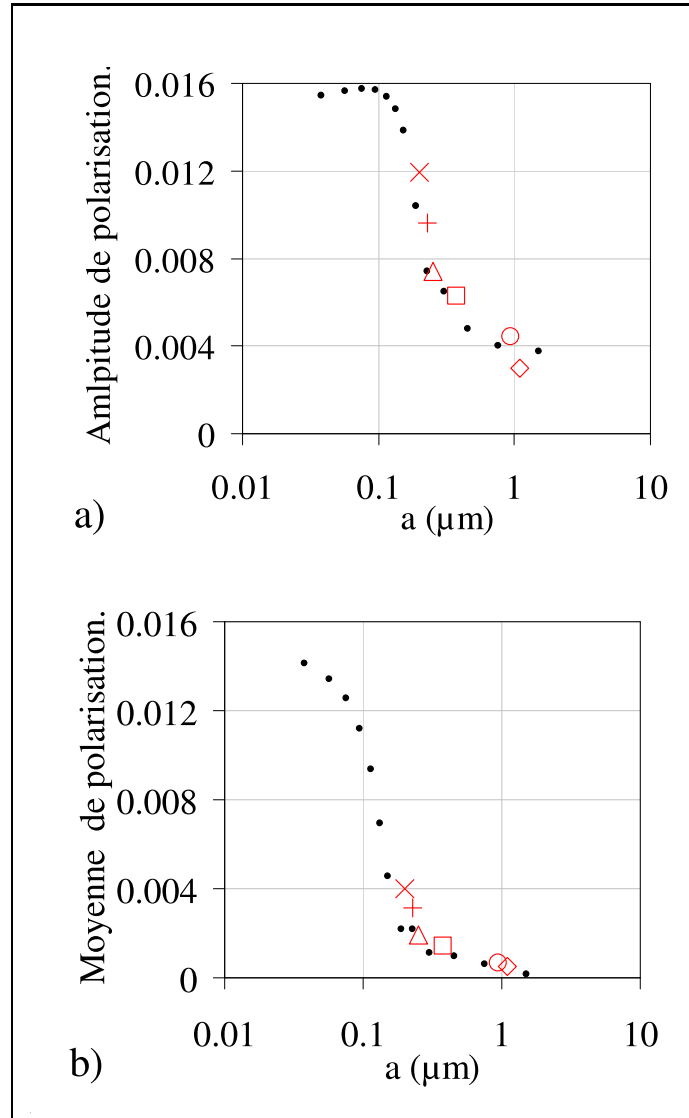 Amlpitude de polarisation.
0.016
0.012
0.008
0.004
0
0.01 0.1 1 10
a (µm)
a)
Moyenne de polarisation.
0.016
0.012
0.008
0.004
0
0.01 0.1 1 10
a (µm)
b)